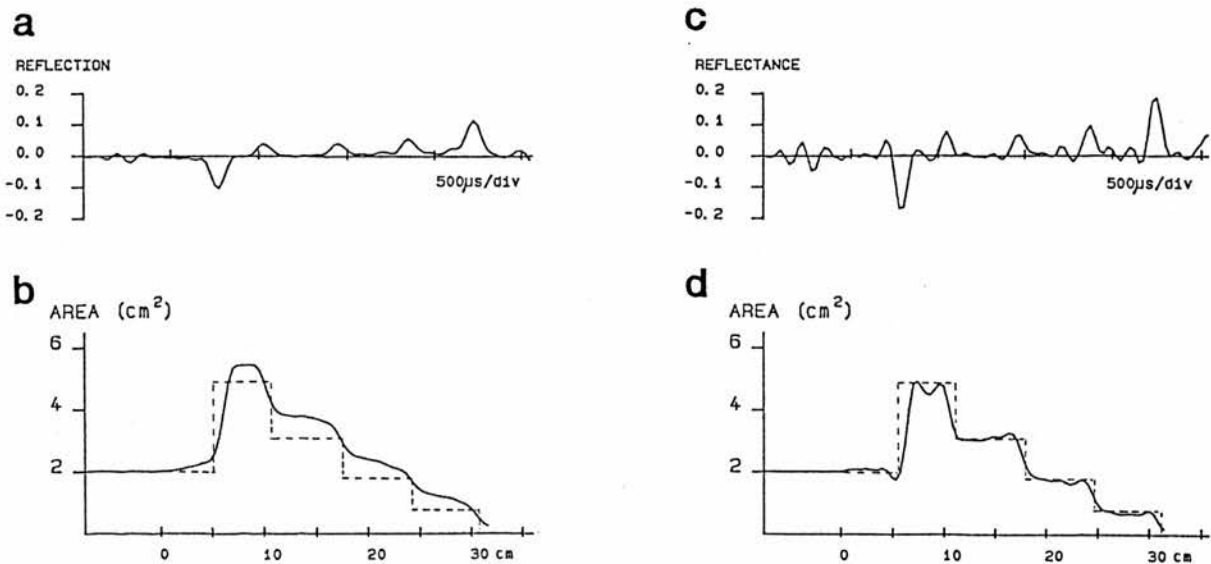 a
REFLECTION
0.2
0.1
0.0
-0.1
-0.2
500µs/div
b
AREA (cm²)
6
4
2
0 10 20 30 cm
c
REFLECTANCE
0.2
0.1
0.0
-0.1
-0.2
500µs/div
d
AREA (cm²)
6
4
2
0 10 20 30 cm